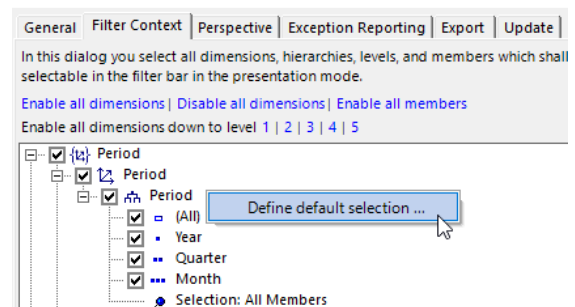 General Filter Context Perspective Exception Reporting Export Update
In this dialog you select all dimensions, hierarchies, levels, and members which shall
selectable in the filter bar in the presentation mode.
Enable all dimensions | Disable all dimensions | Enable all members
Enable all dimensions down to level 1 | 2 | 3 | 4 | 5
Period
Period
Period
Define default selection ...
(All)
Year
Quarter
Month
Selection: All Members